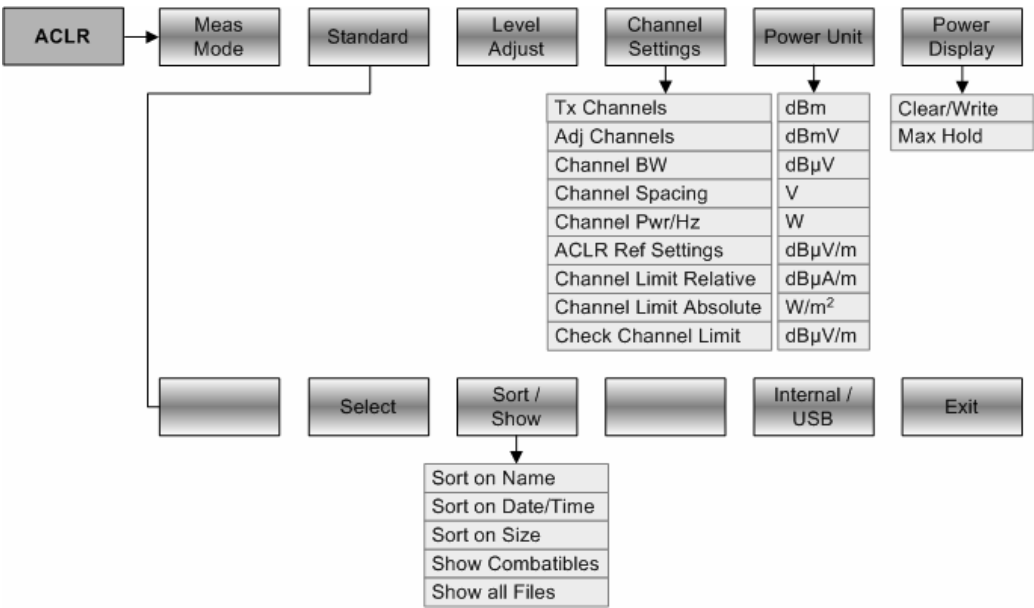 ACLR
Meas
Mode
Standard
Level
Adjust
Channel
Settings
Power Unit
Power
Display
Tx Channels
Adj Channels
Channel BW
Channel Spacing
Channel Pwr/Hz
ACLR Ref Settings
Channel Limit Relative
Channel Limit Absolute
Check Channel Limit
dBm
dBmV
dBµV
V
W
dBµV/m
dBµA/m
W/m²
dBµV/m
Clear/Write
Max Hold
Select
Sort /
Show
Internal /
USB
Exit
Sort on Name
Sort on Date/Time
Sort on Size
Show Combatibles
Show all Files